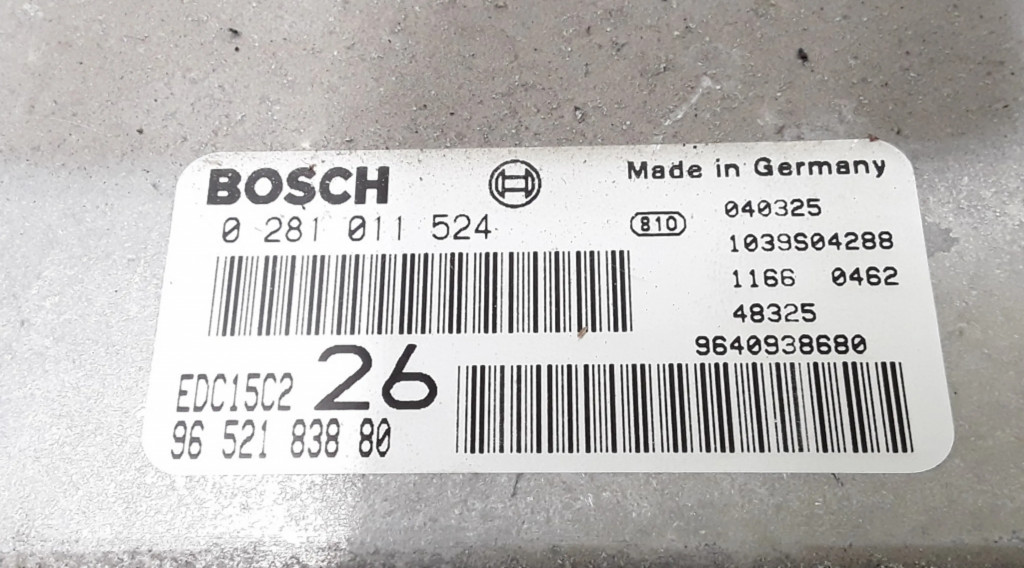 BOSCH
Made in Germany
0 281 011 524
810
040325
1039S04288
1166 0462
48325
9640938680
EDC15C2 26
96 521 838 80